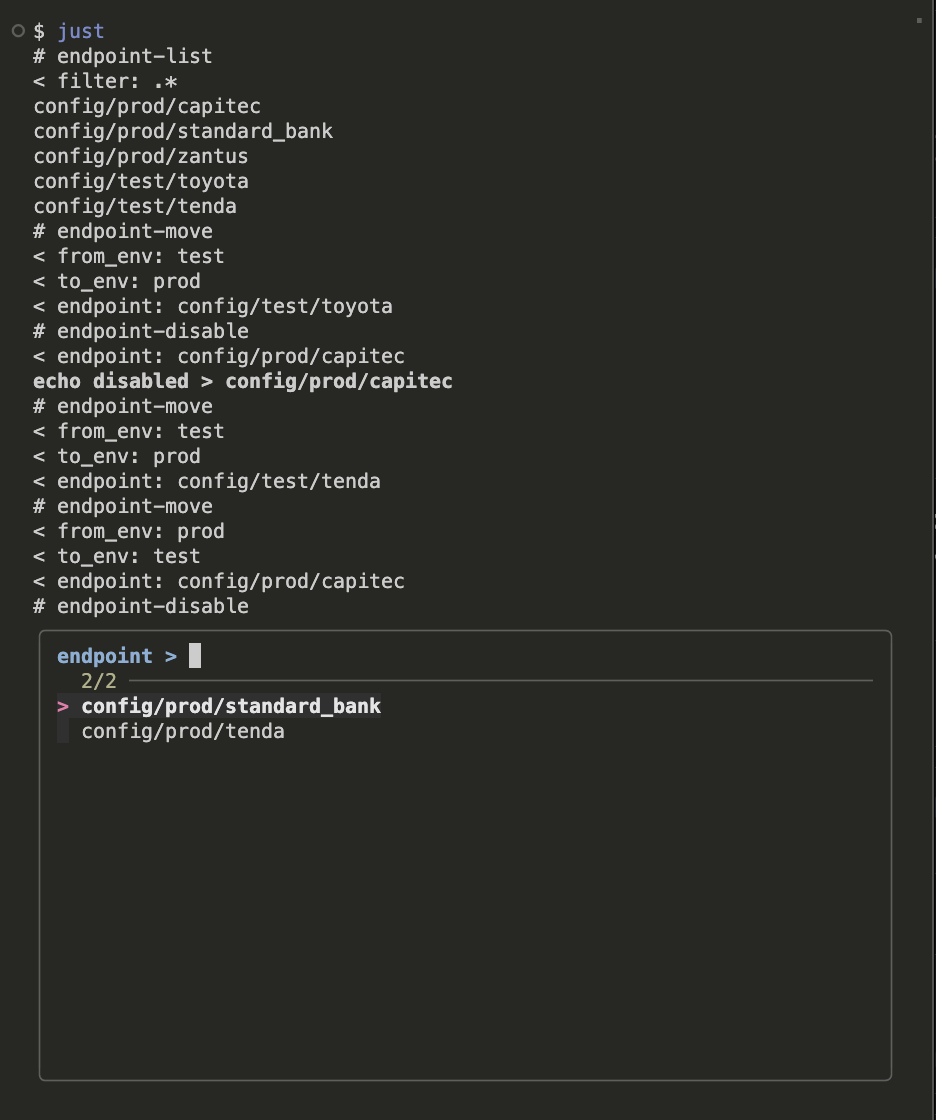 $ just
# endpoint-list
< filter: .*
config/prod/capitec
config/prod/standard_bank
config/prod/zantus
config/test/toyota
config/test/tenda
# endpoint-move
< from_env: test
< to_env: prod
< endpoint: config/test/toyota
# endpoint-disable
< endpoint: config/prod/capitec
echo disabled > config/prod/capitec
# endpoint-move
< from_env: test
< to_env: prod
< endpoint: config/test/tenda
# endpoint-move
< from_env: prod
< to_env: test
< endpoint: config/prod/capitec
# endpoint-disable
endpoint >
2/2
> config/prod/standard_bank
config/prod/tenda